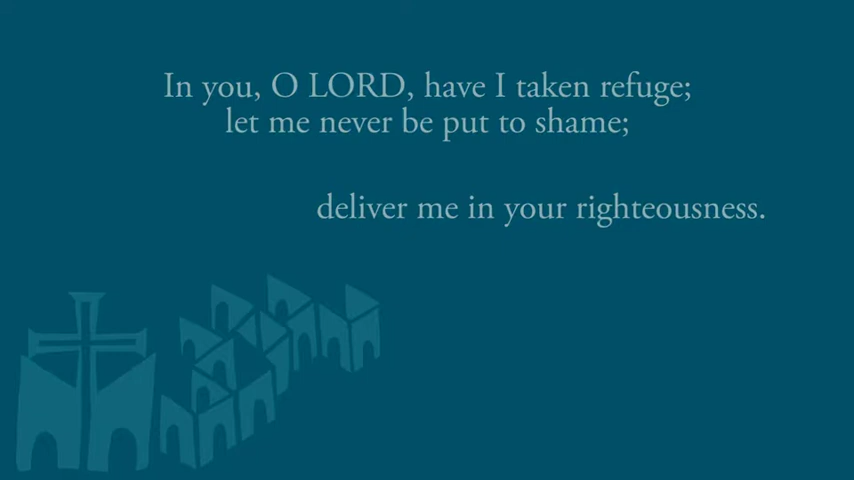 In you, O LORD, have I taken refuge;
let me never be put to shame;
deliver me in your righteousness.